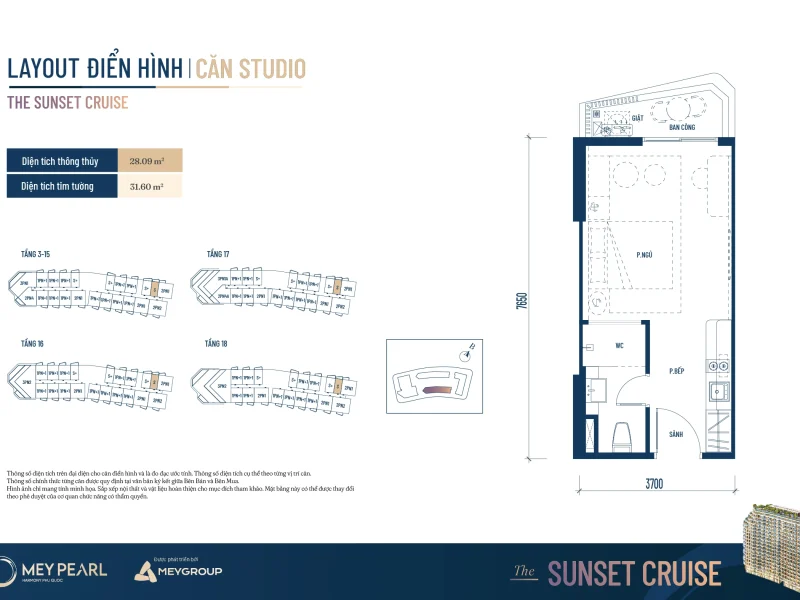 LAYOUT ĐIỂN HÌNH | CĂN STUDIO
THE SUNSET CRUISE
Diện tích thông thủy 28.09 m²
Diện tích tim tường 31.60 m²
TẦNG 3-15
TẦNG 17
TẦNG 16
TẦNG 18
GIẶT
BAN CÔNG
P.NGỦ
WC
P.BẾP
SẢNH
7650
3700
Thông số diện tích trên đại diện cho căn điển hình và là đo đạc ước tính. Thông số diện tích cụ thể theo từng vị trí căn.
Thông số chính thức từng căn được quy định tại văn bản ký kết giữa Bên Bán và Bên Mua.
Hình ảnh chỉ mang tính minh họa. Sắp xếp nội thất và vật liệu hoàn thiện cho mục đích tham khảo. Mặt bằng này có thể được thay đổi
theo phê duyệt của cơ quan chức năng có thẩm quyền.
MEY PEARL
HARMONY PHU QUOC
Được phát triển bởi
MEYGROUP
The SUNSET CRUISE